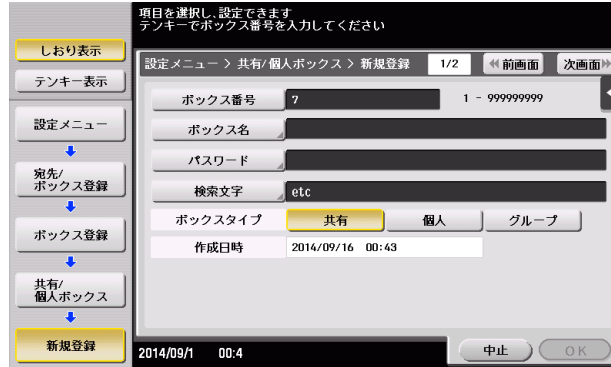 項目を選択し、設定できます
テンキーでボックス番号を入力してください
しおり表示
テンキー表示
設定メニュー
宛先/
ボックス登録
ボックス登録
共有/
個人ボックス
新規登録
設定メニュー > 共有/個人ボックス > 新規登録 1/2 前画面 次画面
ボックス番号 7 1 - 999999999
ボックス名
パスワード
検索文字 etc
ボックスタイプ 共有 個人 グループ
作成日時 2014/09/16 00:43
2014/09/1 00:4
中止 OK